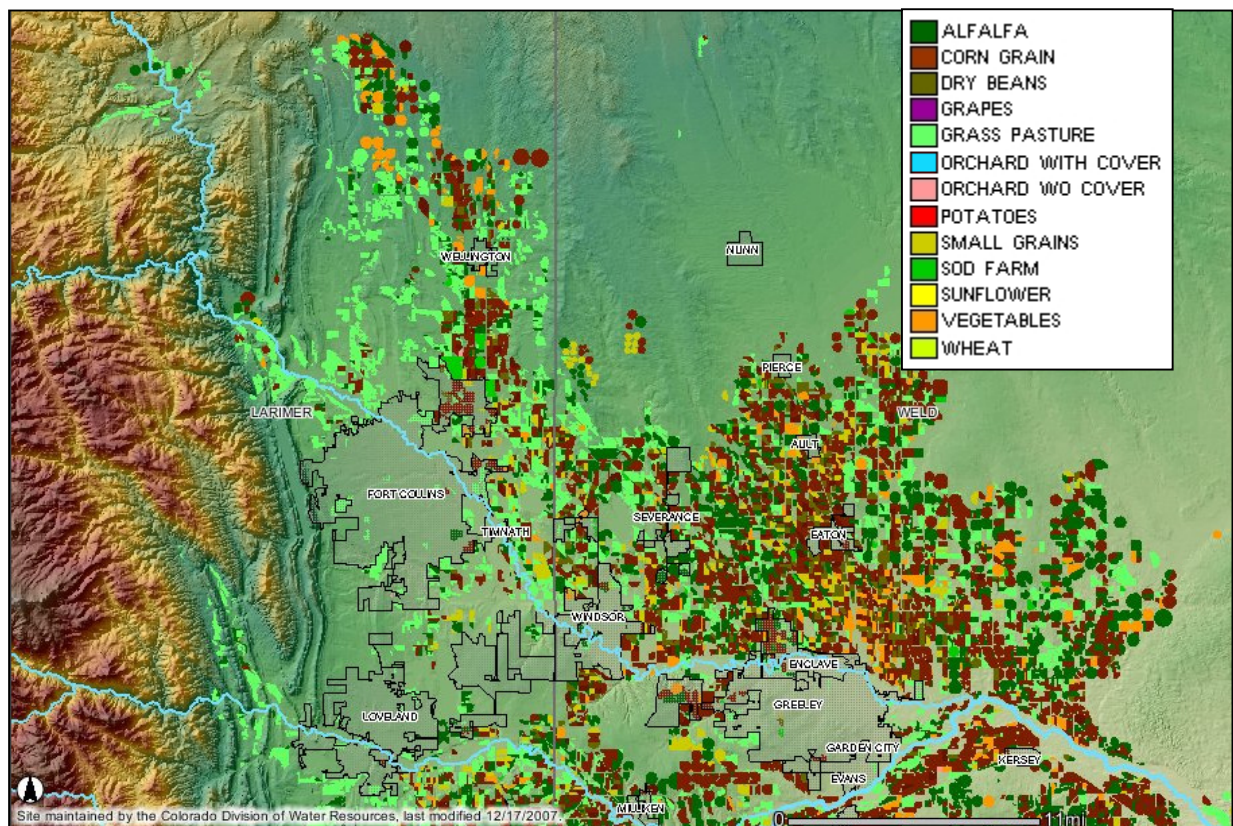 ALFALFA
CORN GRAIN
DRY BEANS
GRAPES
GRASS PASTURE
ORCHARD WITH COVER
ORCHARD WO COVER
POTATOES
SMALL GRAINS
SOD FARM
SUNFLOWER
VEGETABLES
WHEAT
NUNN
WELLINGTON
PIERCE
LARIMER
WELD
AULT
FORT COLLINS
SEVERANCE
TIMNATH
EATON
WINDSOR
ENCLAVE
GREELEY
LOVELAND
GARDEN CITY
KERSEY
EVANS
MILLIKEN
Site maintained by the Colorado Division of Water Resources, last modified 12/17/2007.
0 11mi